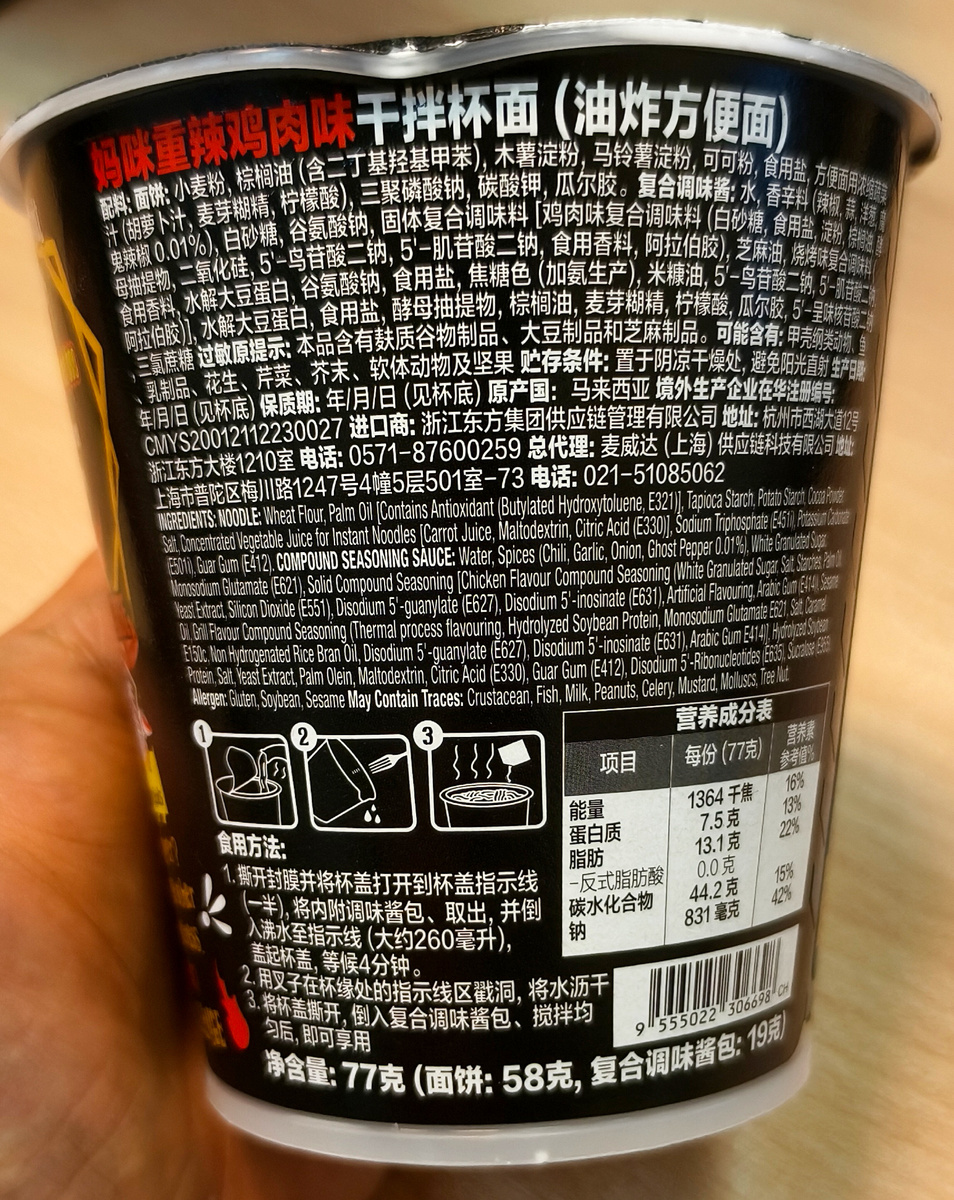 妈咪重辣鸡肉味干拌杯面 (油炸方便面)
配料: 面饼: 小麦粉, 棕榈油 (含二丁基羟基甲苯), 木薯淀粉, 马铃薯淀粉, 可可粉, 食用盐, 方便面用浓缩蔬菜
汁 (胡萝卜汁, 麦芽糊精, 柠檬酸), 三聚磷酸钠, 碳酸钾, 瓜尔胶。复合调味酱: 水, 香辛料 (辣椒, 蒜, 洋葱,
鬼辣椒 0.01%), 白砂糖, 谷氨酸钠, 固体复合调味料 [鸡肉味复合调味料 (白砂糖, 食用盐, 淀粉, 棕榈油, 酵
母抽提物, 二氧化硅, 5'-鸟苷酸二钠, 5'-肌苷酸二钠, 食用香料, 阿拉伯胶), 芝麻油, 烧烤味复合调味料
食用香料, 水解大豆蛋白, 谷氨酸钠, 食用盐, 焦糖色 (加氨生产), 米糠油, 5'-鸟苷酸二钠, 5'-肌苷酸二钠,
阿拉伯胶)], 水解大豆蛋白, 食用盐, 酵母抽提物, 棕榈油, 麦芽糊精, 柠檬酸, 瓜尔胶, 5'-呈味核苷酸二钠,
三氯蔗糖 过敏原提示: 本品含有麸质谷物制品、大豆制品和芝麻制品。可能含有: 甲壳纲类动物、鱼
、乳制品、花生、芹菜、芥末、软体动物及坚果 贮存条件: 置于阴凉干燥处, 避免阳光直射 生产日期:
年/月/日 (见杯底) 保质期: 年/月/日 (见杯底) 原产国: 马来西亚 境外生产企业在华注册编号:
CMYS20012112230027 进口商: 浙江东方集团供应链管理有限公司 地址: 杭州市西湖大道12号
浙江东方大楼1210室 电话: 0571-87600259 总代理: 麦威达 (上海) 供应链科技有限公司 地址:
上海市普陀区梅川路1247号4幢5层501室-73 电话: 021-51085062
INGREDIENTS: NOODLE: Wheat Flour, Palm Oil [Contains Antioxidant (Butylated Hydroxytoluene, E321)], Tapioca Starch, Potato Starch, Cocoa Powder,
Salt, Concentrated Vegetable Juice for Instant Noodles [Carrot Juice, Maltodextrin, Citric Acid (E330)], Sodium Triphosphate (E451i), Potassium Carbonate
(E501i), Guar Gum (E412). COMPOUND SEASONING SAUCE: Water, Spices (Chili, Garlic, Onion, Ghost Pepper 0.01%), White Granulated Sugar,
Monosodium Glutamate (E621), Solid Compound Seasoning [Chicken Flavour Compound Seasoning (White Granulated Sugar, Salt, Starches, Palm Oil,
Yeast Extract, Silicon Dioxide (E551), Disodium 5'-guanylate (E627), Disodium 5'-inosinate (E631), Artificial Flavouring, Arabic Gum (E414), Sesame
Oil, Grill Flavour Compound Seasoning (Thermal process flavouring, Hydrolyzed Soybean Protein, Monosodium Glutamate E621, Salt, Caramel
E150c, Non Hydrogenated Rice Bran Oil, Disodium 5'-guanylate (E627), Disodium 5'-inosinate (E631), Arabic Gum E414)], Hydrolyzed Soybean
Protein, Salt, Yeast Extract, Palm Olein, Maltodextrin, Citric Acid (E330), Guar Gum (E412), Disodium 5'-Ribonucleotides (E635), Sucralose (E955)
Allergen: Gluten, Soybean, Sesame May Contain Traces: Crustacean, Fish, Milk, Peanuts, Celery, Mustard, Molluscs, Tree Nut.
1 2 3
营养成分表
项目 每份 (77克) 营养素参考值%
能量 1364 千焦 16%
蛋白质 7.5 克 13%
脂肪 13.1 克 22%
-反式脂肪酸 0.0 克
碳水化合物 44.2 克 15%
钠 831 毫克 42%
食用方法:
1. 撕开封膜并将杯盖打开到杯盖指示线
(一半), 将内附调味酱包、取出, 并倒
入沸水至指示线 (大约260毫升),
盖起杯盖, 等候4分钟。
2. 用叉子在杯缘处的指示线区戳洞, 将水沥干
3. 将杯盖撕开, 倒入复合调味酱包、搅拌均
匀后, 即可享用
9 555022 306698 CH
净含量: 77克 (面饼: 58克, 复合调味酱包: 19克)